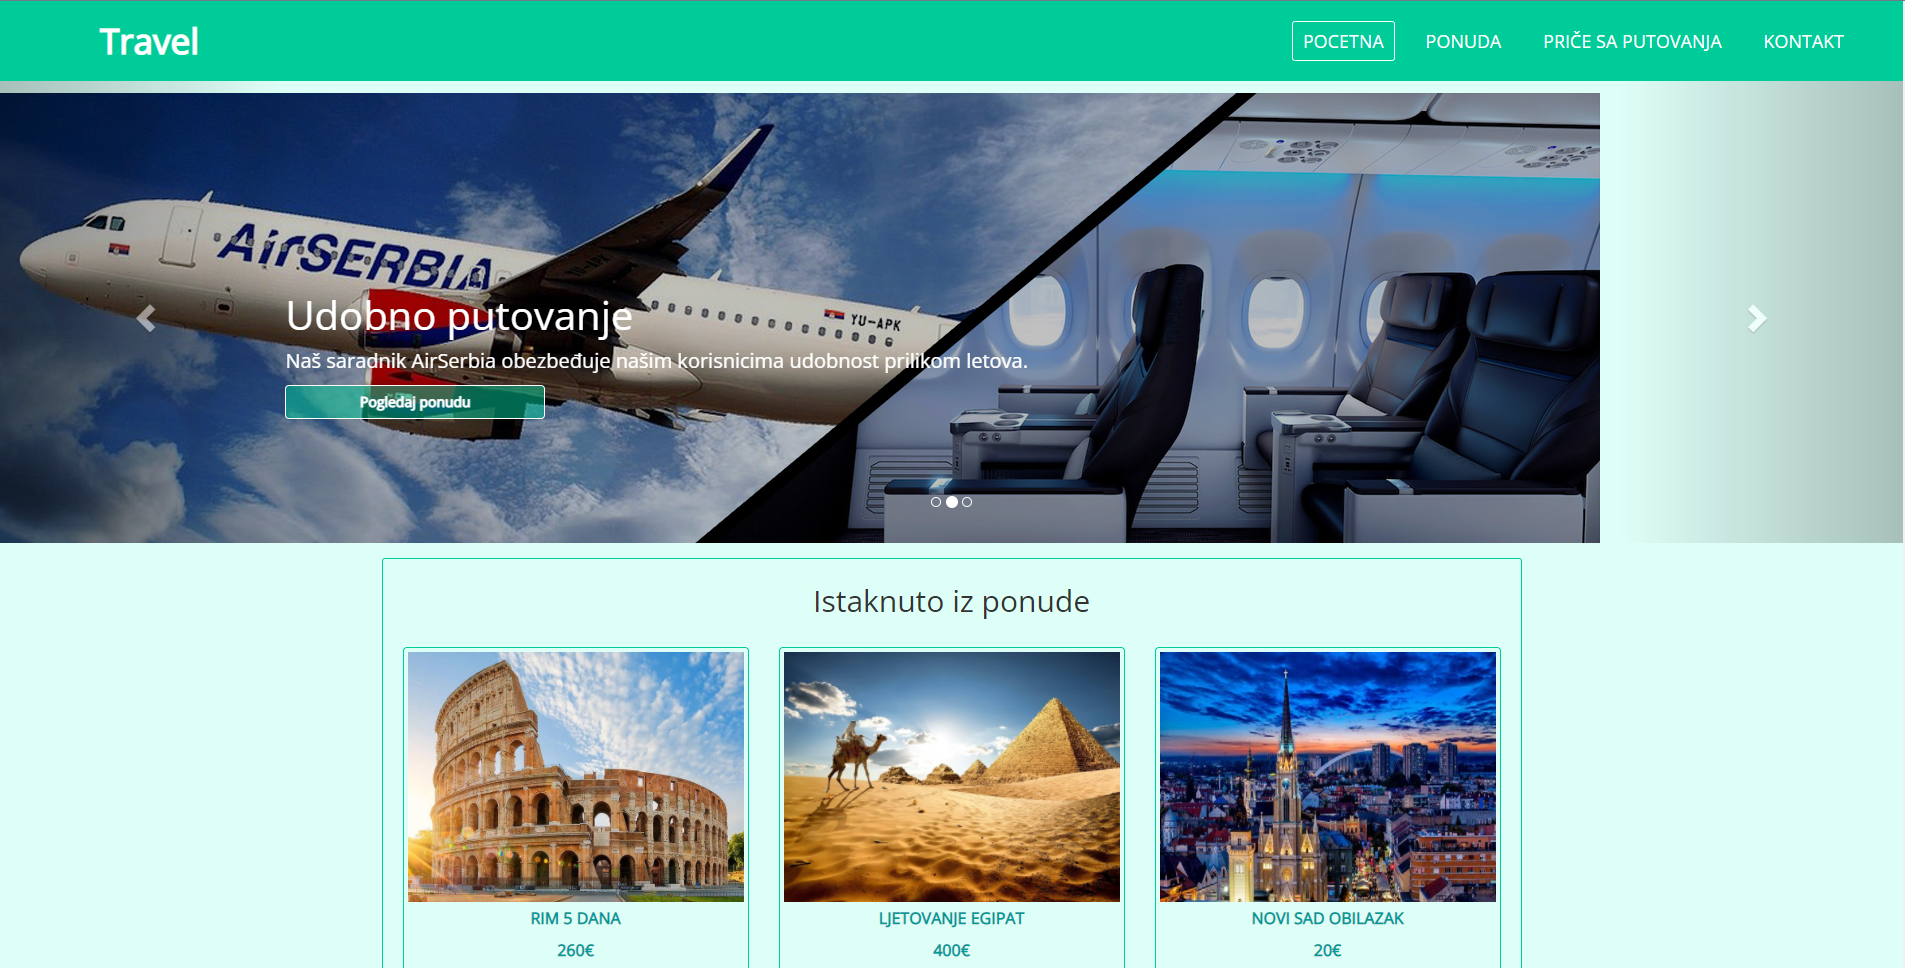 Travel
POCETNA PONUDA PRIČE SA PUTOVANJA KONTAKT
AirSERBIA
YU-APK
Udobno putovanje
Naš saradnik AirSerbia obezbeđuje našim korisnicima udobnost prilikom letova.
Pogledaj ponudu
Istaknuto iz ponude
RIM 5 DANA
260€
LJETOVANJE EGIPAT
400€
NOVI SAD OBILAZAK
20€